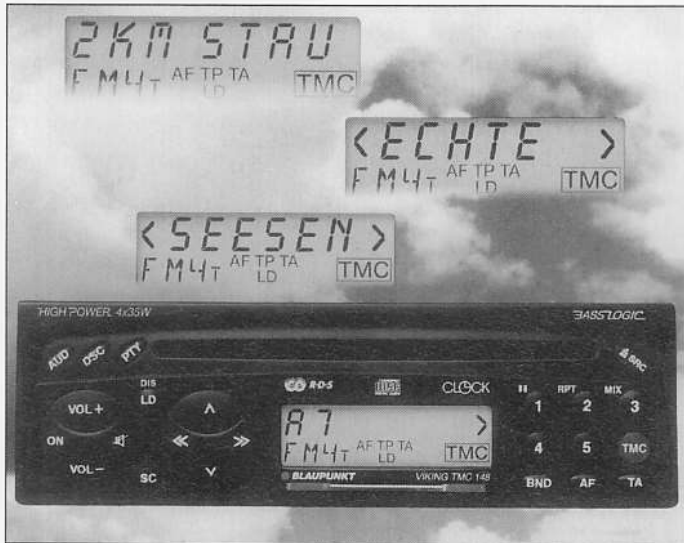 2KM STAU
FM4T AF TP TA LD TMC
< ECHTE >
FM4T AF TP TA LD TMC
< SEESEN >
FM4T AF TP TA LD TMC
HIGH POWER 4x35W BASS LOGIC
AUD DSC PTY SRC
DIS LD R·D·S CLOCK RPT MIX
VOL+ 1 2 3
A7 >
ON 4 5 TMC
FM4T AF TP TA LD TMC
VOL− SC BLAUPUNKT VIKING TMC 148 BND AF TA